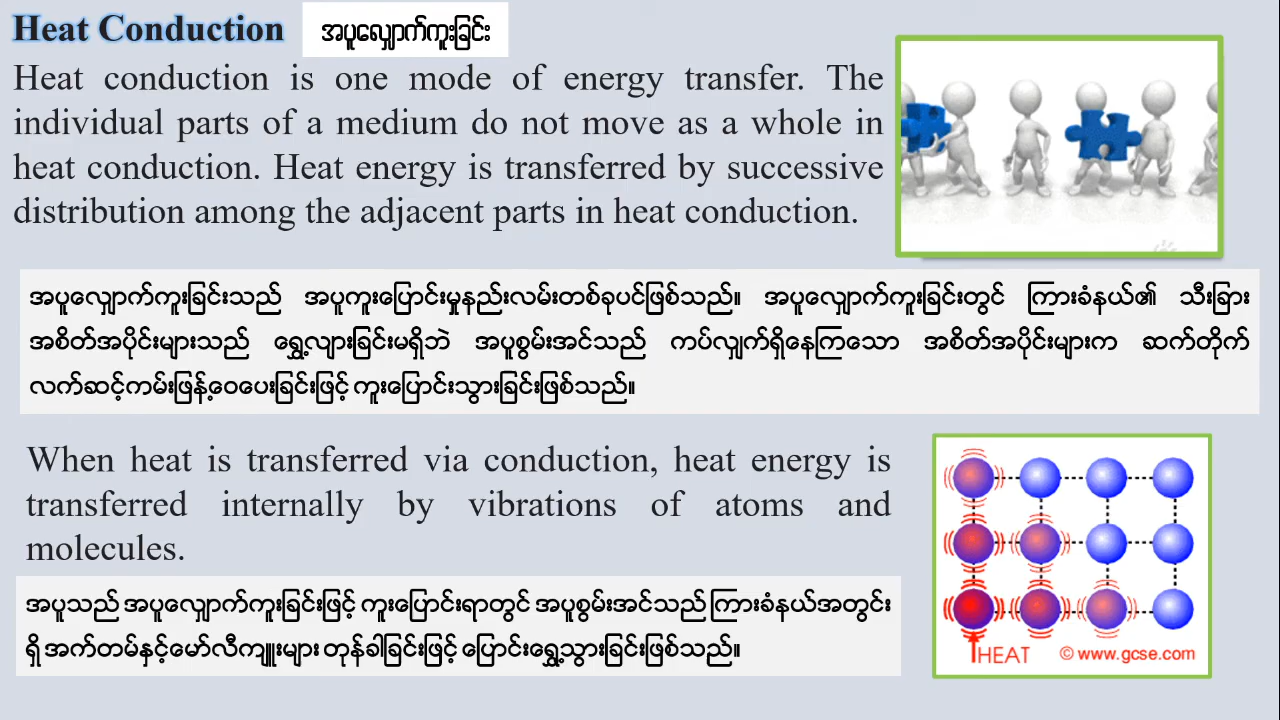 Heat Conduction အပူလျှောက်ကူးခြင်း
Heat conduction is one mode of energy transfer. The
individual parts of a medium do not move as a whole in
heat conduction. Heat energy is transferred by successive
distribution among the adjacent parts in heat conduction.
အပူလျှောက်ကူးခြင်းသည် အပူကူးပြောင်းမှုနည်းလမ်းတစ်ခုပင်ဖြစ်သည်။ အပူလျှောက်ကူးခြင်းတွင် ကြားခံနယ်၏ သီးခြား
အစိတ်အပိုင်းများသည် ရွှေ့လျားခြင်းမရှိဘဲ အပူစွမ်းအင်သည် ကပ်လျှက်ရှိနေကြသော အစိတ်အပိုင်းများက ဆက်တိုက်
လက်ဆင့်ကမ်းဖြန့်ဝေပေးခြင်းဖြင့် ကူးပြောင်းသွားခြင်းဖြစ်သည်။
When heat is transferred via conduction, heat energy is
transferred internally by vibrations of atoms and
molecules.
အပူသည် အပူလျှောက်ကူးခြင်းဖြင့် ကူးပြောင်းရာတွင် အပူစွမ်းအင်သည် ကြားခံနယ်အတွင်း
ရှိ အက်တမ်နှင့်မော်လီကျူးများ တုန်ခါခြင်းဖြင့် ပြောင်းရွှေ့သွားခြင်းဖြစ်သည်။
HEAT © www.gcse.com